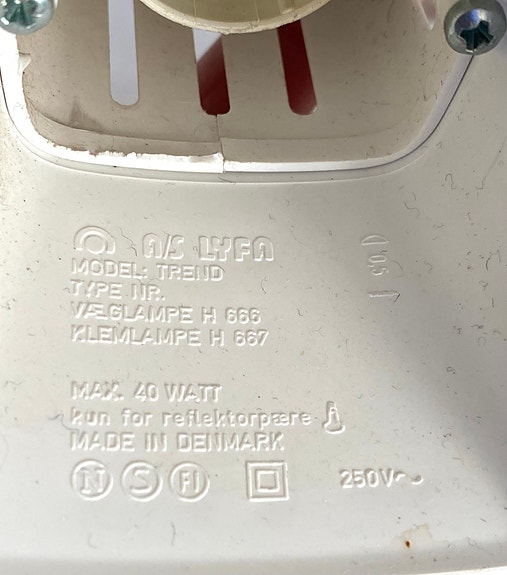 A/S LYFA
MODEL: TREND
TYPE NR.
VÆGLAMPE H 666
KLEMLAMPE H 667
MAX. 40 WATT
kun for reflektorpære
MADE IN DENMARK
N S FI 250V~